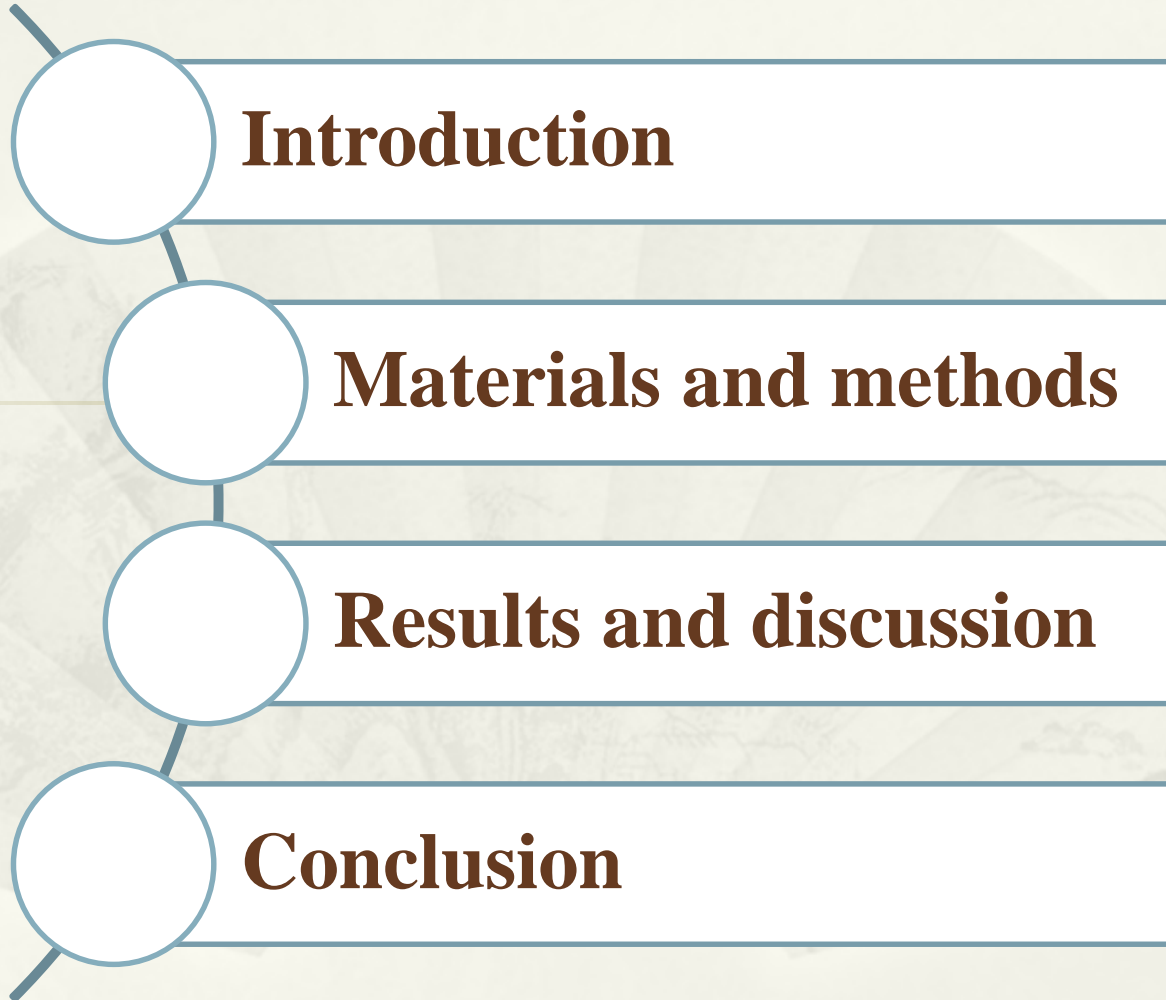 Introduction
Materials and methods
Results and discussion
Conclusion